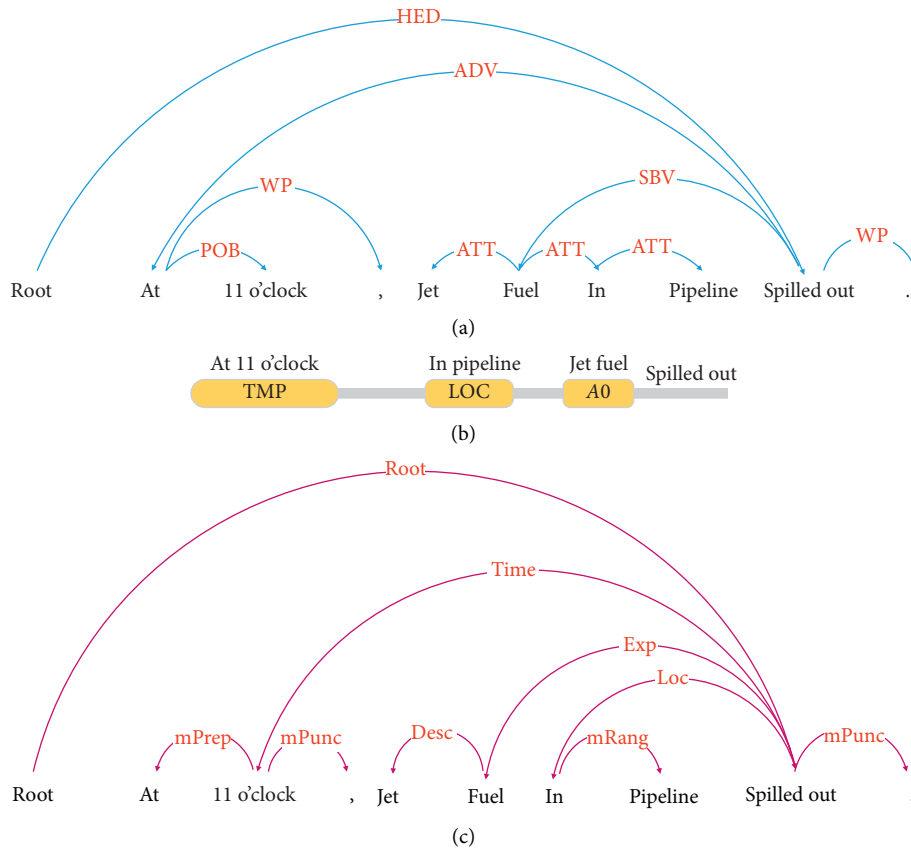 HED
ADV
WP
SBV
POB
ATT
ATT
ATT
WP
Root At 11 o'clock , Jet Fuel In Pipeline Spilled out .
(a)
At 11 o'clock In pipeline Jet fuel Spilled out
TMP LOC A0
(b)
Root
Time
Exp
Loc
mPrep mPunc Desc mRang mPunc
Root At 11 o'clock , Jet Fuel In Pipeline Spilled out
(c)